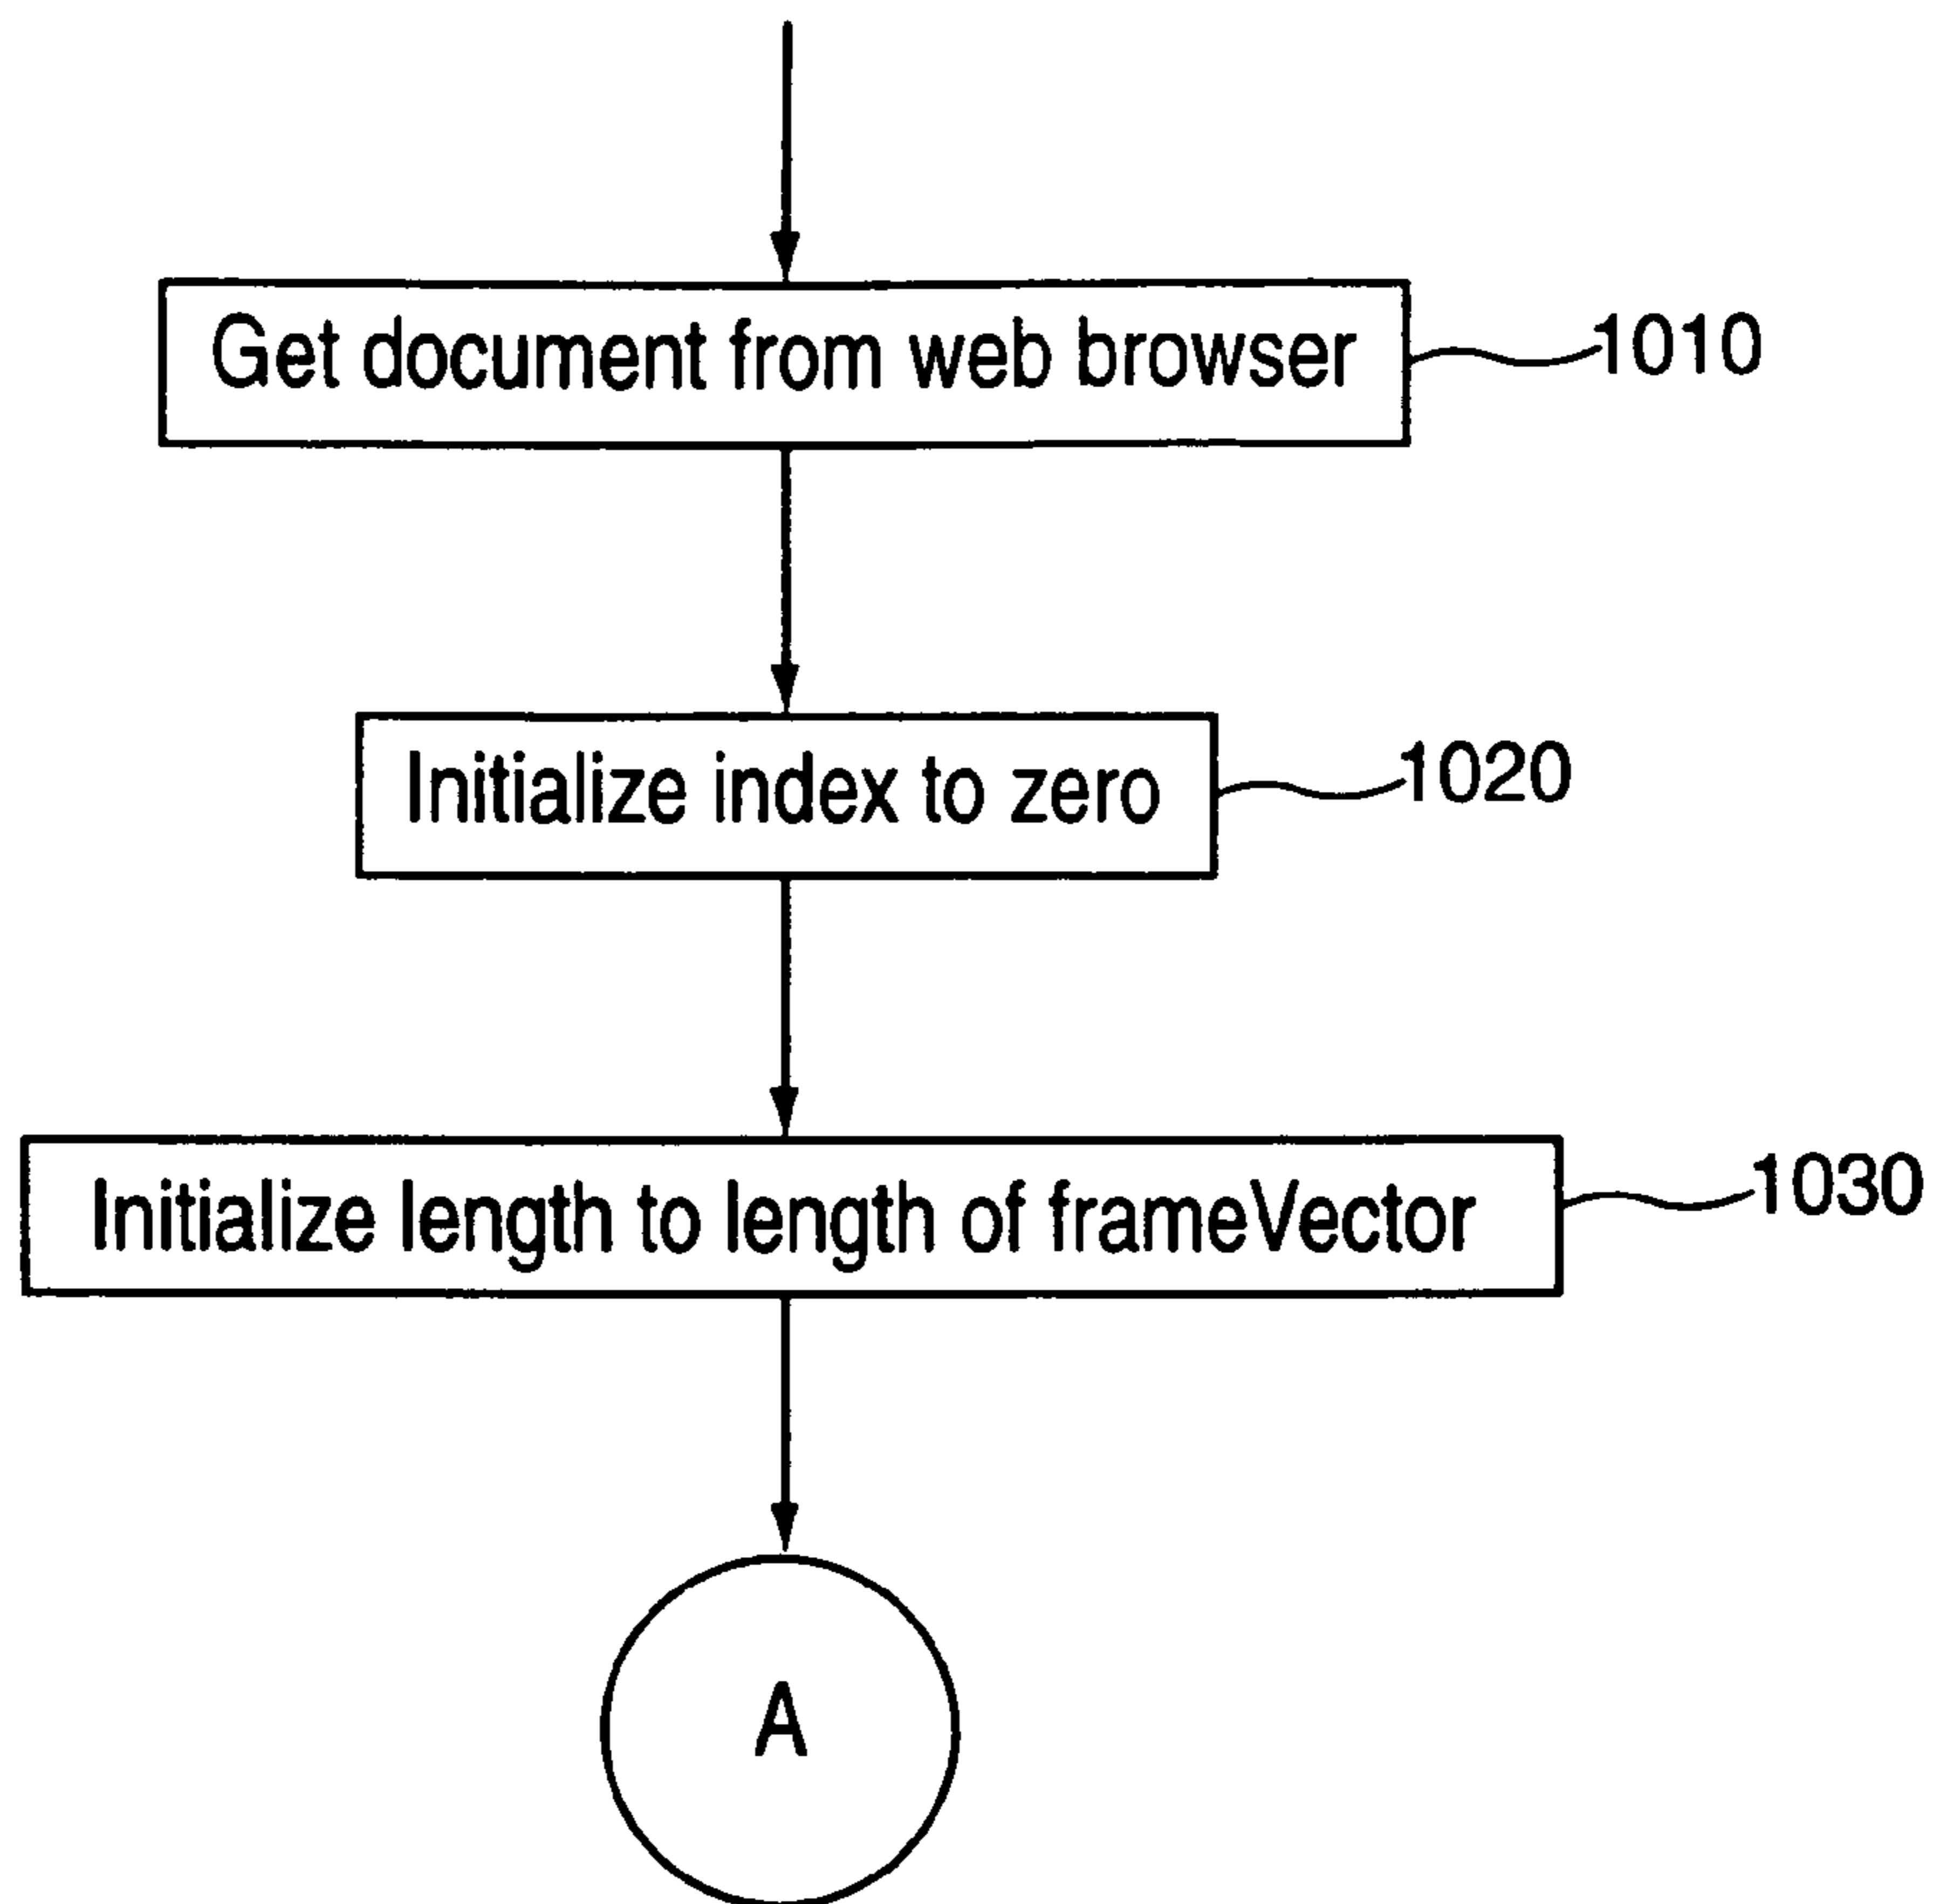 Get document from web browser 1010
Initialize index to zero 1020
Initialize length to length of frameVector 1030
A